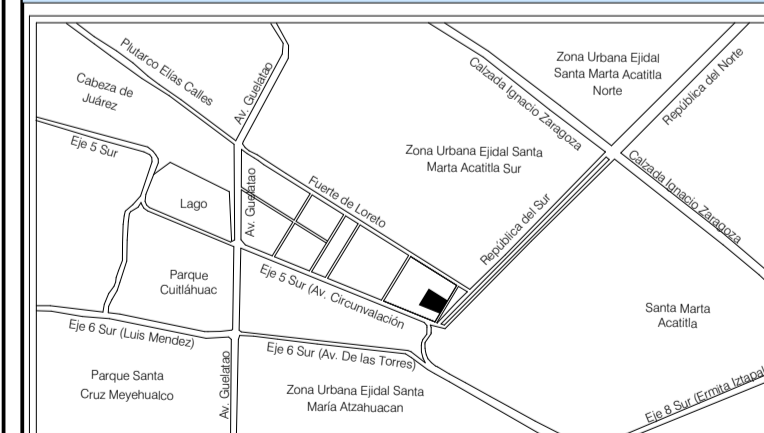 Plutarco Elías Calles
Cabeza de
Juárez
Av. Guelatao
Calzada Ignacio Zaragoza
Zona Urbana Ejidal
Santa Marta Acatitla
Norte
República del Norte
Eje 5 Sur
Zona Urbana Ejidal Santa
Marta Acatitla Sur
Calzada Ignacio Zaragoza
Lago
Av. Guelatao
Fuerte de Loreto
República del Sur
Parque
Cuitláhuac
Eje 5 Sur (Av. Circunvalación
Santa Marta
Acatitla
Eje 6 Sur (Luis Mendez)
Eje 6 Sur (Av. De las Torres)
Parque Santa
Cruz Meyehualco
Av. Guelatao
Zona Urbana Ejidal Santa
María Atzahuacan
Eje 8 Sur (Ermita Iztapal